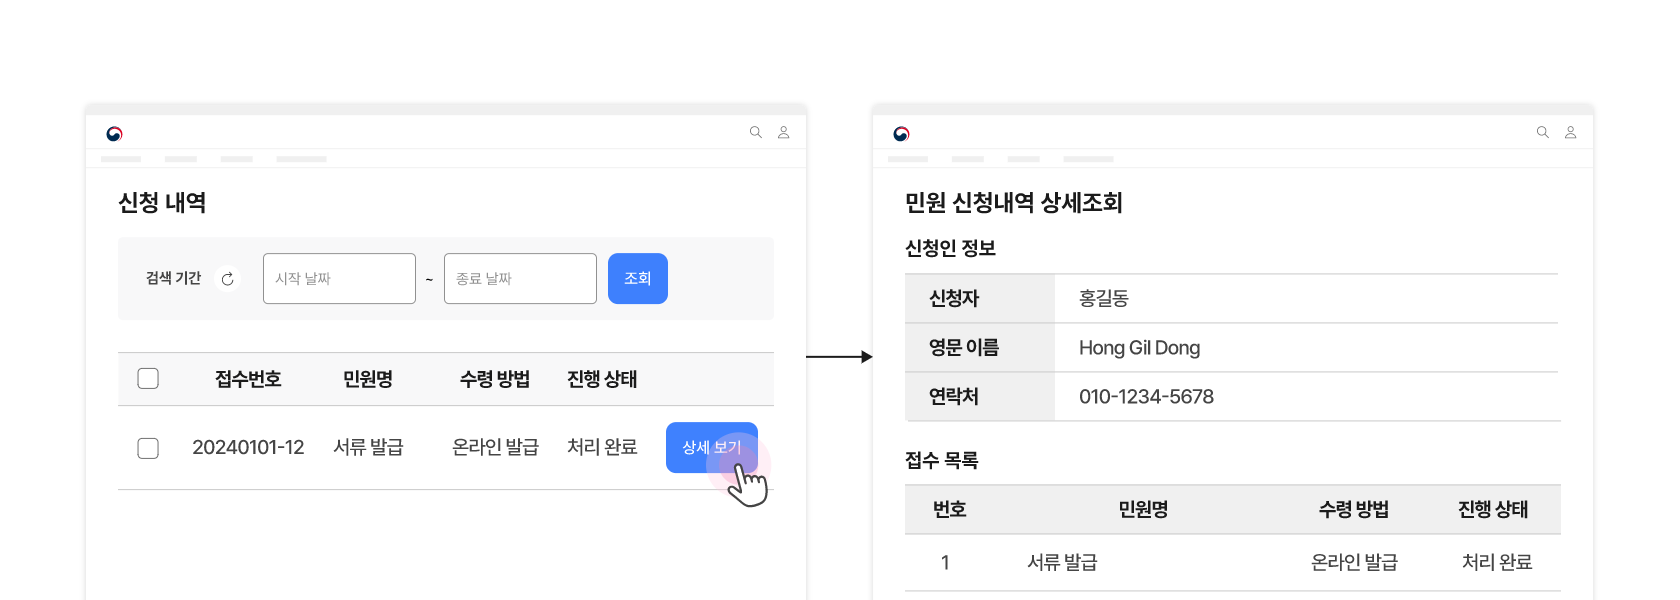 신청 내역
검색 기간 시작 날짜 ~ 종료 날짜 조회
접수번호 민원명 수령 방법 진행 상태
20240101-12 서류 발급 온라인 발급 처리 완료 상세 보기
민원 신청내역 상세조회
신청인 정보
신청자 홍길동
영문 이름 Hong Gil Dong
연락처 010-1234-5678
접수 목록
번호 민원명 수령 방법 진행 상태
1 서류 발급 온라인 발급 처리 완료